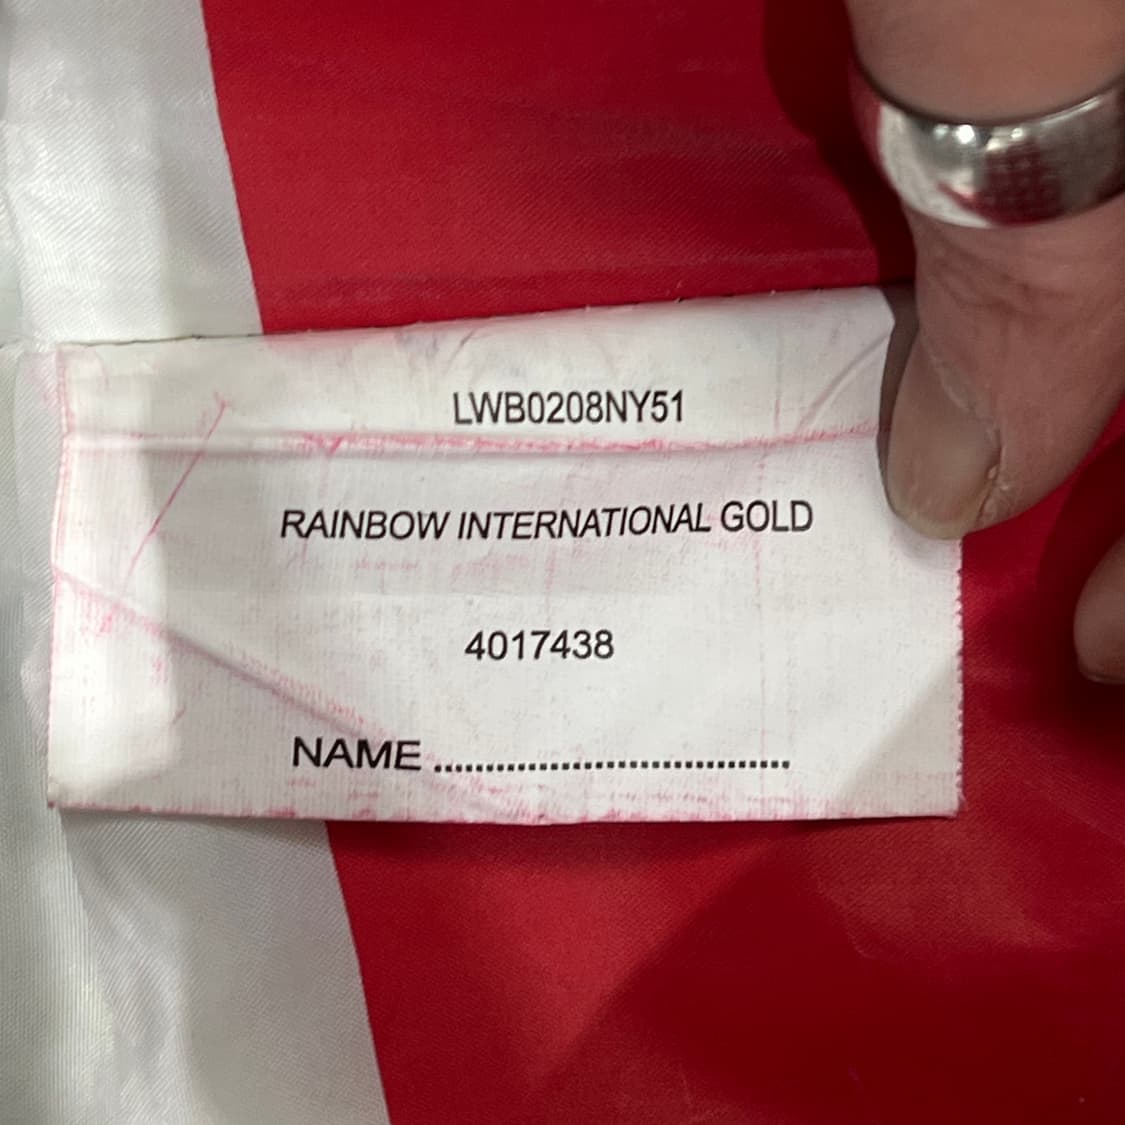 LWB0208NY51
RAINBOW INTERNATIONAL GOLD
4017438
NAME ....................................